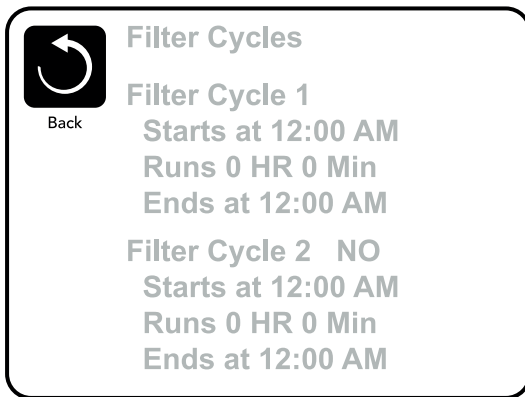 Filter Cycles
Back
Filter Cycle 1
Starts at 12:00 AM
Runs 0 HR 0 Min
Ends at 12:00 AM
Filter Cycle 2 NO
Starts at 12:00 AM
Runs 0 HR 0 Min
Ends at 12:00 AM